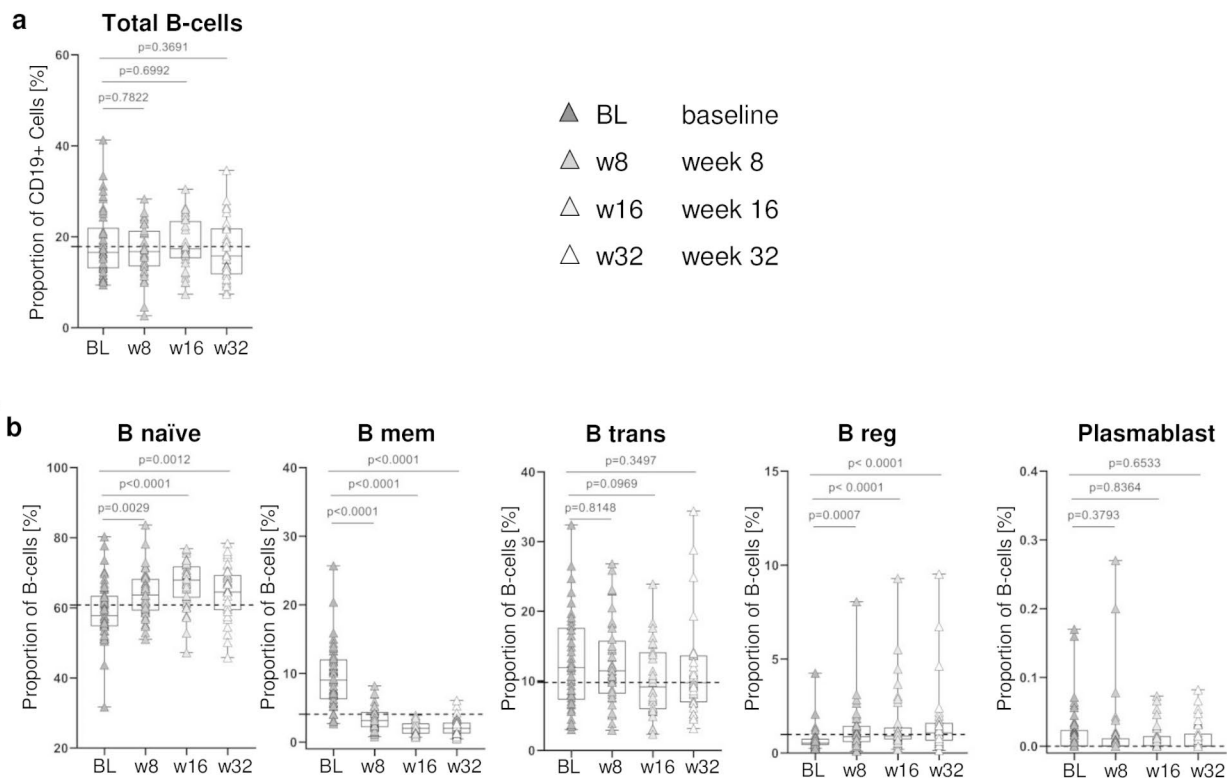 a
Total B-cells
Proportion of CD19+ Cells [%]
60
40
20
0
p=0.3691
p=0.6992
p=0.7822
BL w8 w16 w32
BL baseline
w8 week 8
w16 week 16
w32 week 32
b
B naïve
Proportion of B-cells [%]
100
80
60
40
20
p=0.0012
p<0.0001
p=0.0029
BL w8 w16 w32
B mem
Proportion of B-cells [%]
40
30
20
10
0
p<0.0001
p<0.0001
p<0.0001
BL w8 w16 w32
B trans
Proportion of B-cells [%]
40
30
20
10
0
p=0.3497
p=0.0969
p=0.8148
BL w8 w16 w32
B reg
Proportion of B-cells [%]
15
10
5
0
p< 0.0001
p< 0.0001
p=0.0007
BL w8 w16 w32
Plasmablast
Proportion of B-cells [%]
0.4
0.3
0.2
0.1
0.0
p=0.6533
p=0.8364
p=0.3793
BL w8 w16 w32